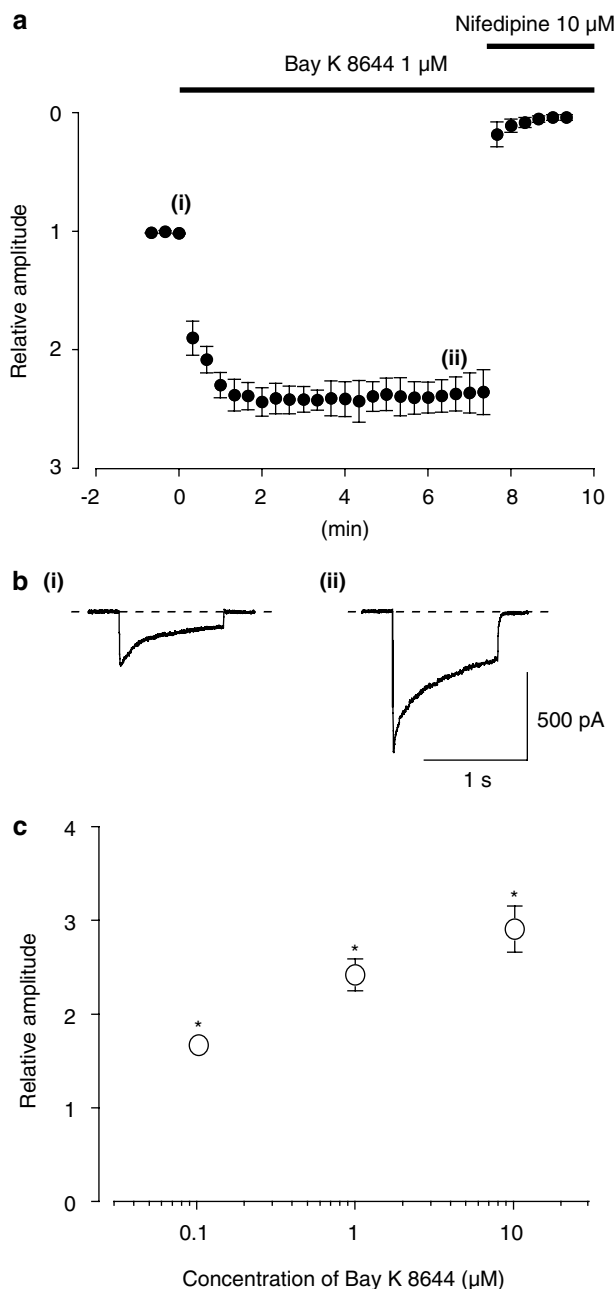 a
Nifedipine 10 µM
Bay K 8644 1 µM
0
1
2
3
Relative amplitude
(i)
(ii)
-2 0 2 4 6 8 10
(min)
b (i) (ii)
500 pA
1 s
c
4
3
2
1
0
Relative amplitude
* * *
0.1 1 10
Concentration of Bay K 8644 (µM)